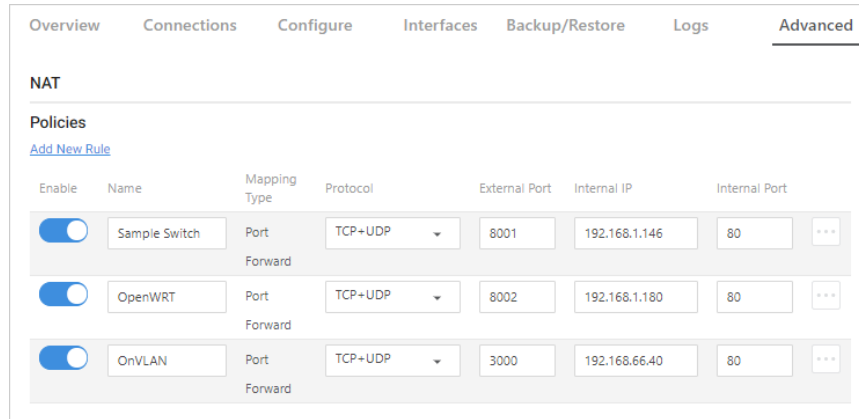 Overview Connections Configure Interfaces Backup/Restore Logs Advanced
NAT
Policies
Add New Rule
Enable Name Mapping Type Protocol External Port Internal IP Internal Port
Sample Switch Port Forward TCP+UDP 8001 192.168.1.146 80
OpenWRT Port Forward TCP+UDP 8002 192.168.1.180 80
OnVLAN Port Forward TCP+UDP 3000 192.168.66.40 80